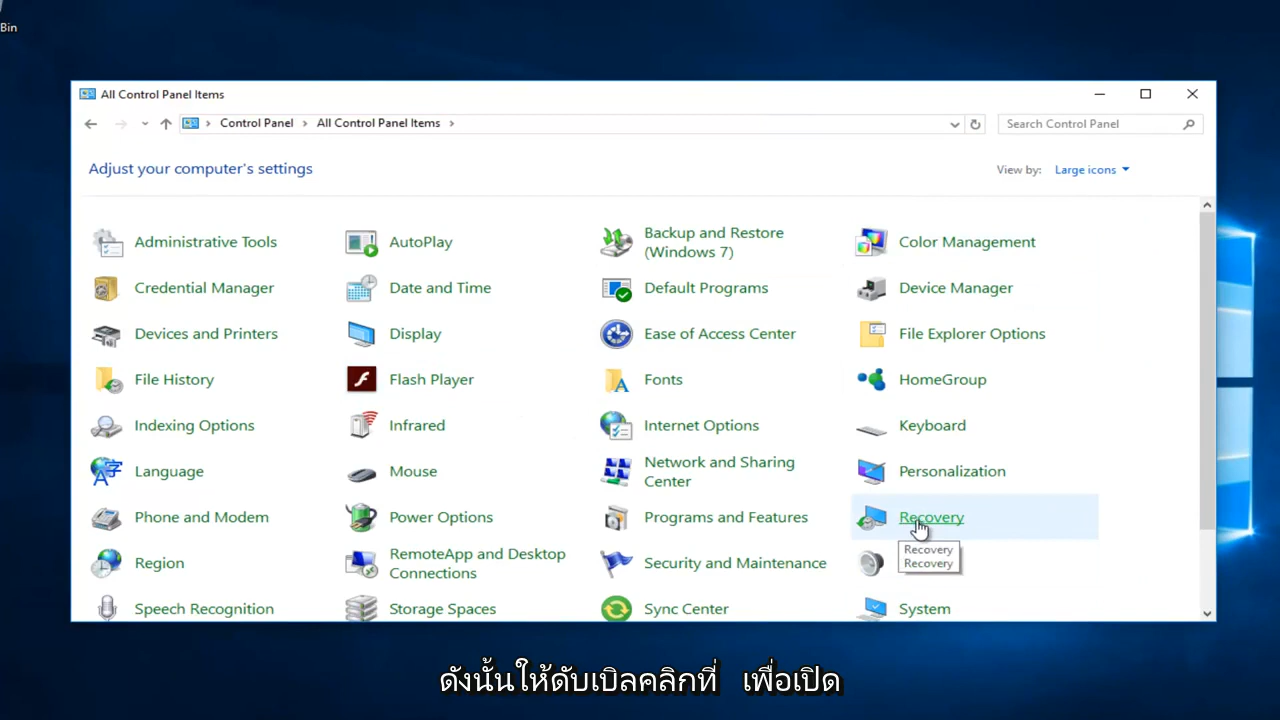 Bin
All Control Panel Items
Control Panel
All Control Panel Items
Search Control Panel
Adjust your computer's settings
View by: Large icons
Administrative Tools
AutoPlay
Backup and Restore
(Windows 7)
Color Management
Credential Manager
Date and Time
Default Programs
Device Manager
Devices and Printers
Display
Ease of Access Center
File Explorer Options
File History
Flash Player
Fonts
HomeGroup
Indexing Options
Infrared
Internet Options
Keyboard
Language
Mouse
Network and Sharing
Center
Personalization
Phone and Modem
Power Options
Programs and Features
Recovery
Recovery
Recovery
Region
RemoteApp and Desktop
Connections
Security and Maintenance
Speech Recognition
Storage Spaces
Sync Center
System
ดังนั้นให้ดับเบิลคลิกที่ เพื่อเปิด